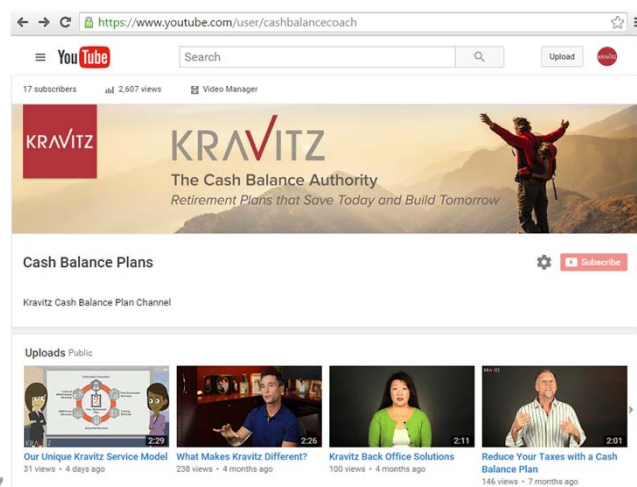 https://www.youtube.com/user/cashbalancecoach
YouTube
Search
Upload
KRAVITZ
17 subscribers
2,607 views
Video Manager
KRAVITZ
KRAVITZ
The Cash Balance Authority
Retirement Plans that Save Today and Build Tomorrow
Cash Balance Plans
Subscribe
Kravitz Cash Balance Plan Channel
Uploads Public
KRAVITZ
2:29
2:26
2:11
KRAVITZ
2:01
Our Unique Kravitz Service Model
31 views • 4 days ago
What Makes Kravitz Different?
238 views • 4 months ago
Kravitz Back Office Solutions
100 views • 4 months ago
Reduce Your Taxes with a Cash
Balance Plan
146 views • 7 months ago